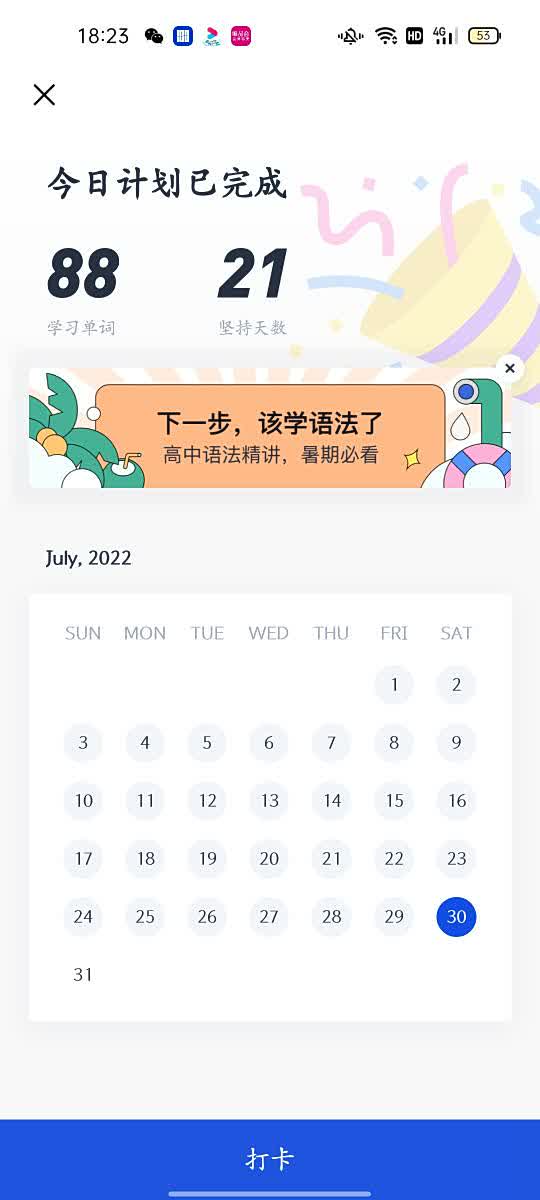 18:23 HD 4G 53
今日计划已完成
88 21
学习单词 坚持天数
下一步，该学语法了
高中语法精讲，暑期必看
July, 2022
SUN MON TUE WED THU FRI SAT
1 2
3 4 5 6 7 8 9
10 11 12 13 14 15 16
17 18 19 20 21 22 23
24 25 26 27 28 29 30
31
打卡